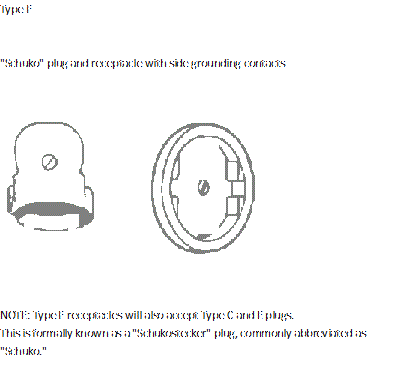 Type F
"Schuko" plug and receptacle with side grounding contacts
NOTE: Type F receptacles will also accept Type C and E plugs.
This is formally known as a "Schukostecker" plug, commonly abbreviated as
"Schuko."